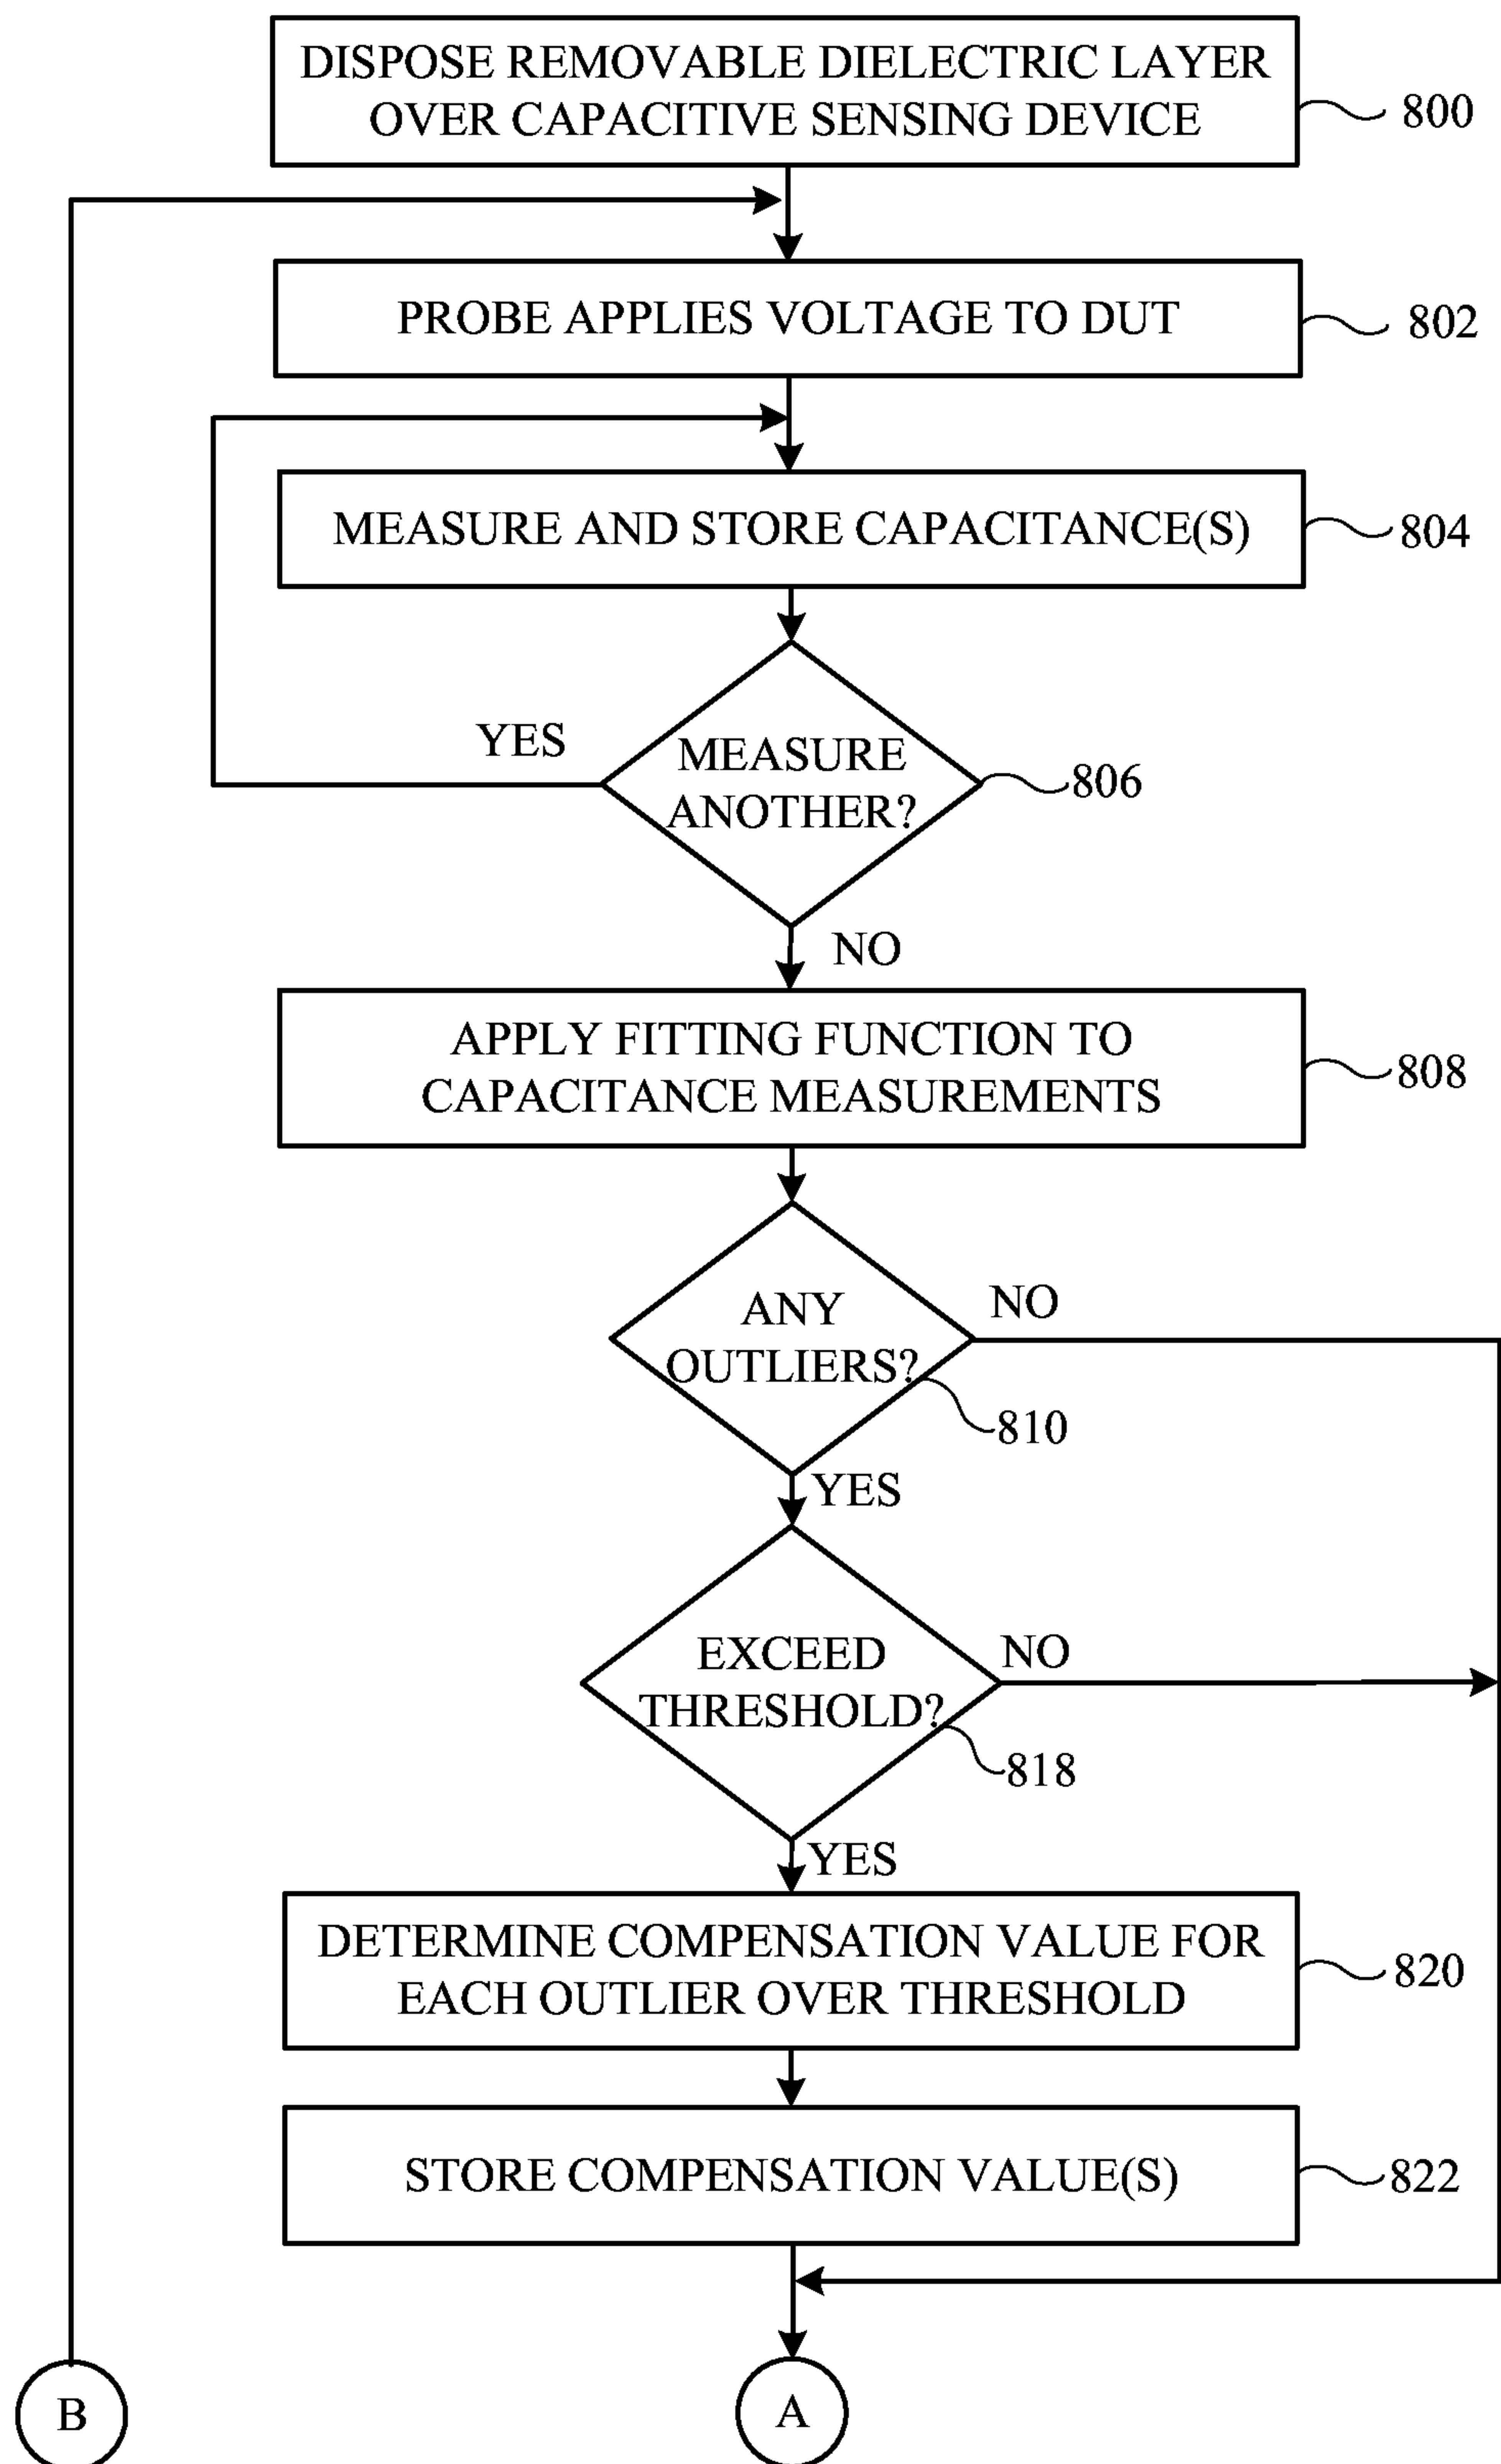 DISPOSE REMOVABLE DIELECTRIC LAYER
OVER CAPACITIVE SENSING DEVICE
800
PROBE APPLIES VOLTAGE TO DUT
802
MEASURE AND STORE CAPACITANCE(S)
804
YES
MEASURE
ANOTHER?
806
NO
APPLY FITTING FUNCTION TO
CAPACITANCE MEASUREMENTS
808
ANY
OUTLIERS?
NO
810
YES
EXCEED
THRESHOLD?
NO
818
YES
DETERMINE COMPENSATION VALUE FOR
EACH OUTLIER OVER THRESHOLD
820
STORE COMPENSATION VALUE(S)
822
B
A